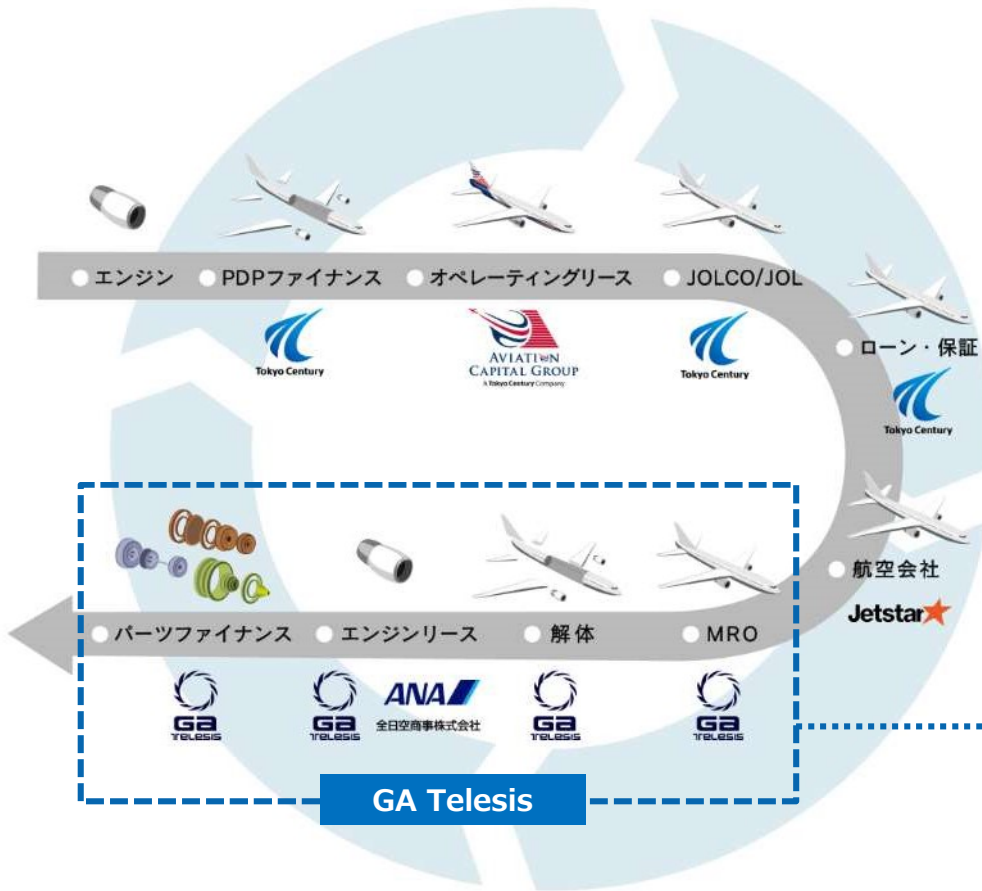 エンジン
PDPファイナンス
オペレーティングリース
JOLCO/JOL
ローン・保証
Tokyo Century
AVIATION
CAPITAL GROUP
A Tokyo Century Company
Tokyo Century
Tokyo Century
航空会社
Jetstar
パーツファイナンス
エンジンリース
解体
MRO
GA
TELESIS
GA
TELESIS
ANA
全日空商事株式会社
GA
TELESIS
GA
TELESIS
GA Telesis